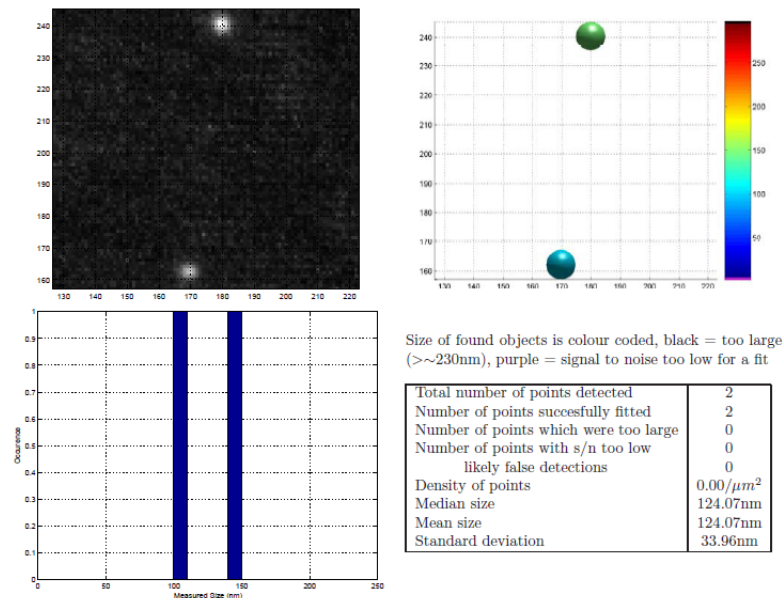 240
230
220
210
200
190
180
170
160
130 140 150 160 170 180 190 200 210 220
240
230
220
210
200
190
180
170
160
130 140 150 160 170 180 190 200 210 220
250
200
150
100
50
1
0.9
0.8
0.7
0.6
0.5
0.4
0.3
0.2
0.1
0
Occurence
0 50 100 150 200 250
Measured Size (nm)
Size of found objects is colour coded, black = too large
(>~230nm), purple = signal to noise too low for a fit
Total number of points detected 2
Number of points succesfully fitted 2
Number of points which were too large 0
Number of points with s/n too low 0
likely false detections 0
Density of points 0.00/μm²
Median size 124.07nm
Mean size 124.07nm
Standard deviation 33.96nm